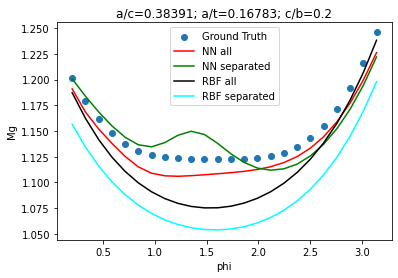 a/c=0.38391; a/t=0.16783; c/b=0.2
Ground Truth
NN all
NN separated
RBF all
RBF separated
Mg
1.250
1.225
1.200
1.175
1.150
1.125
1.100
1.075
1.050
0.5
1.0
1.5
2.0
2.5
3.0
phi